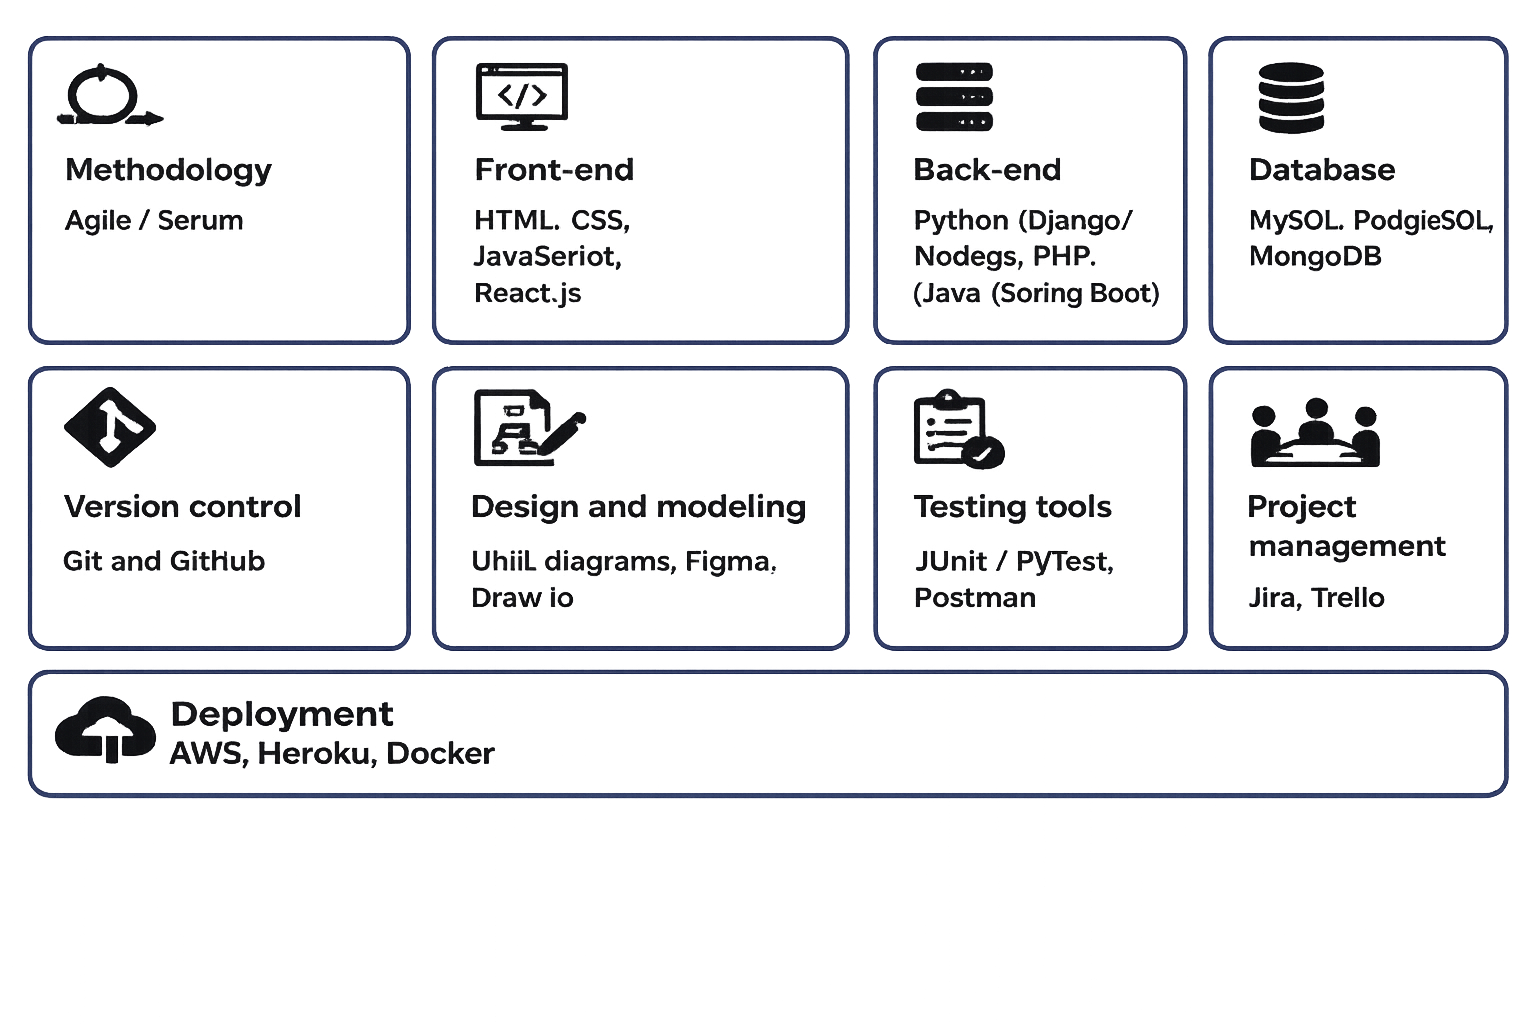 Methodology
Agile / Serum
Front-end
HTML. CSS,
JavaSeriot,
React.js
Back-end
Python (Django/
Nodegs, PHP.
(Java (Soring Boot)
Database
MySOL. PodgieSOL,
MongoDB
Version control
Git and GitHub
Design and modeling
UhiiL diagrams, Figma.
Draw io
Testing tools
JUnit / PYTest,
Postman
Project
management
Jira, Trello
Deployment
AWS, Heroku, Docker